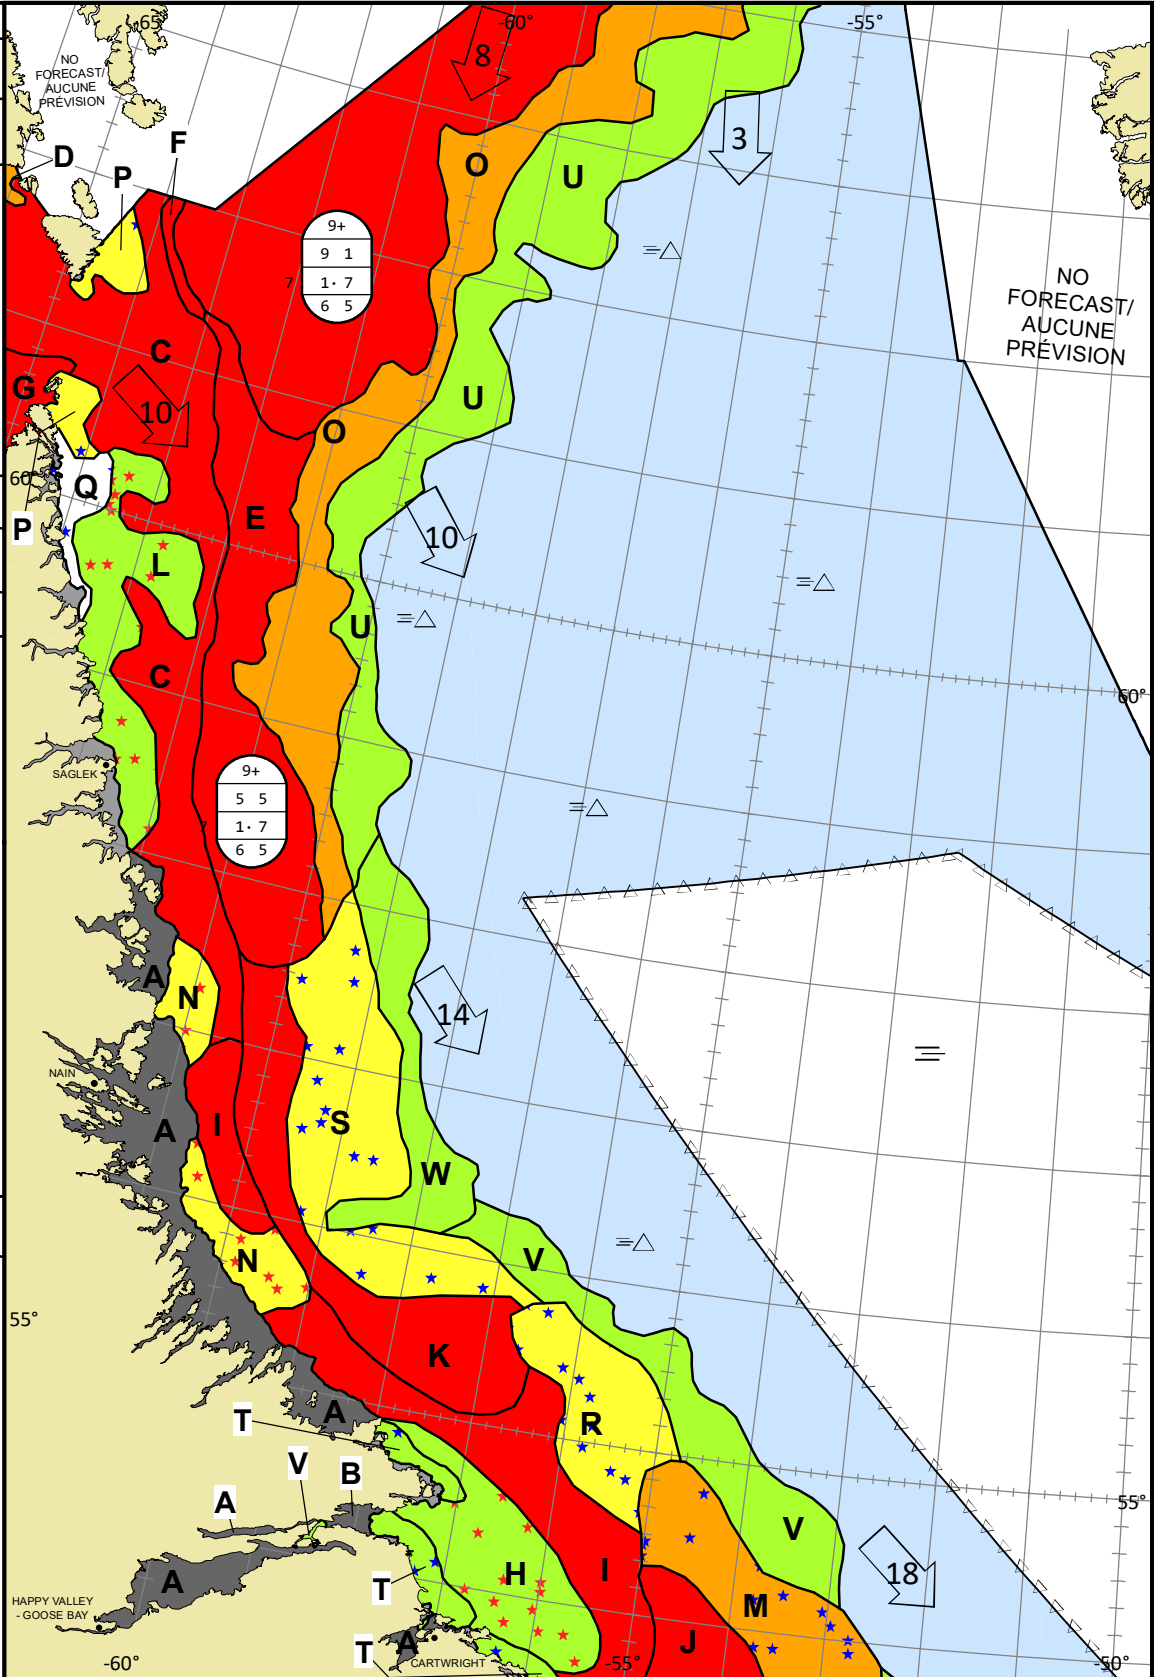 -65°
-60°
-55°
8
NO
FORECAST/
AUCUNE
PRÉVISION
3
F
D
P
O
U
9+
9 1
7
1· 7
6 5
NO
FORECAST/
AUCUNE
PRÉVISION
C
G
10
U
O
60°
Q
E
P
10
L
U
C
60°
SAGLEK
9+
5 5
7
1· 7
6 5
A
N
14
NAIN
A
I
S
W
N
V
55°
K
T
A
R
V
B
A
55°
V
H
I
18
A
T
M
HAPPY VALLEY
- GOOSE BAY
T
A
J
CARTWRIGHT
-60°
-55°
-50°